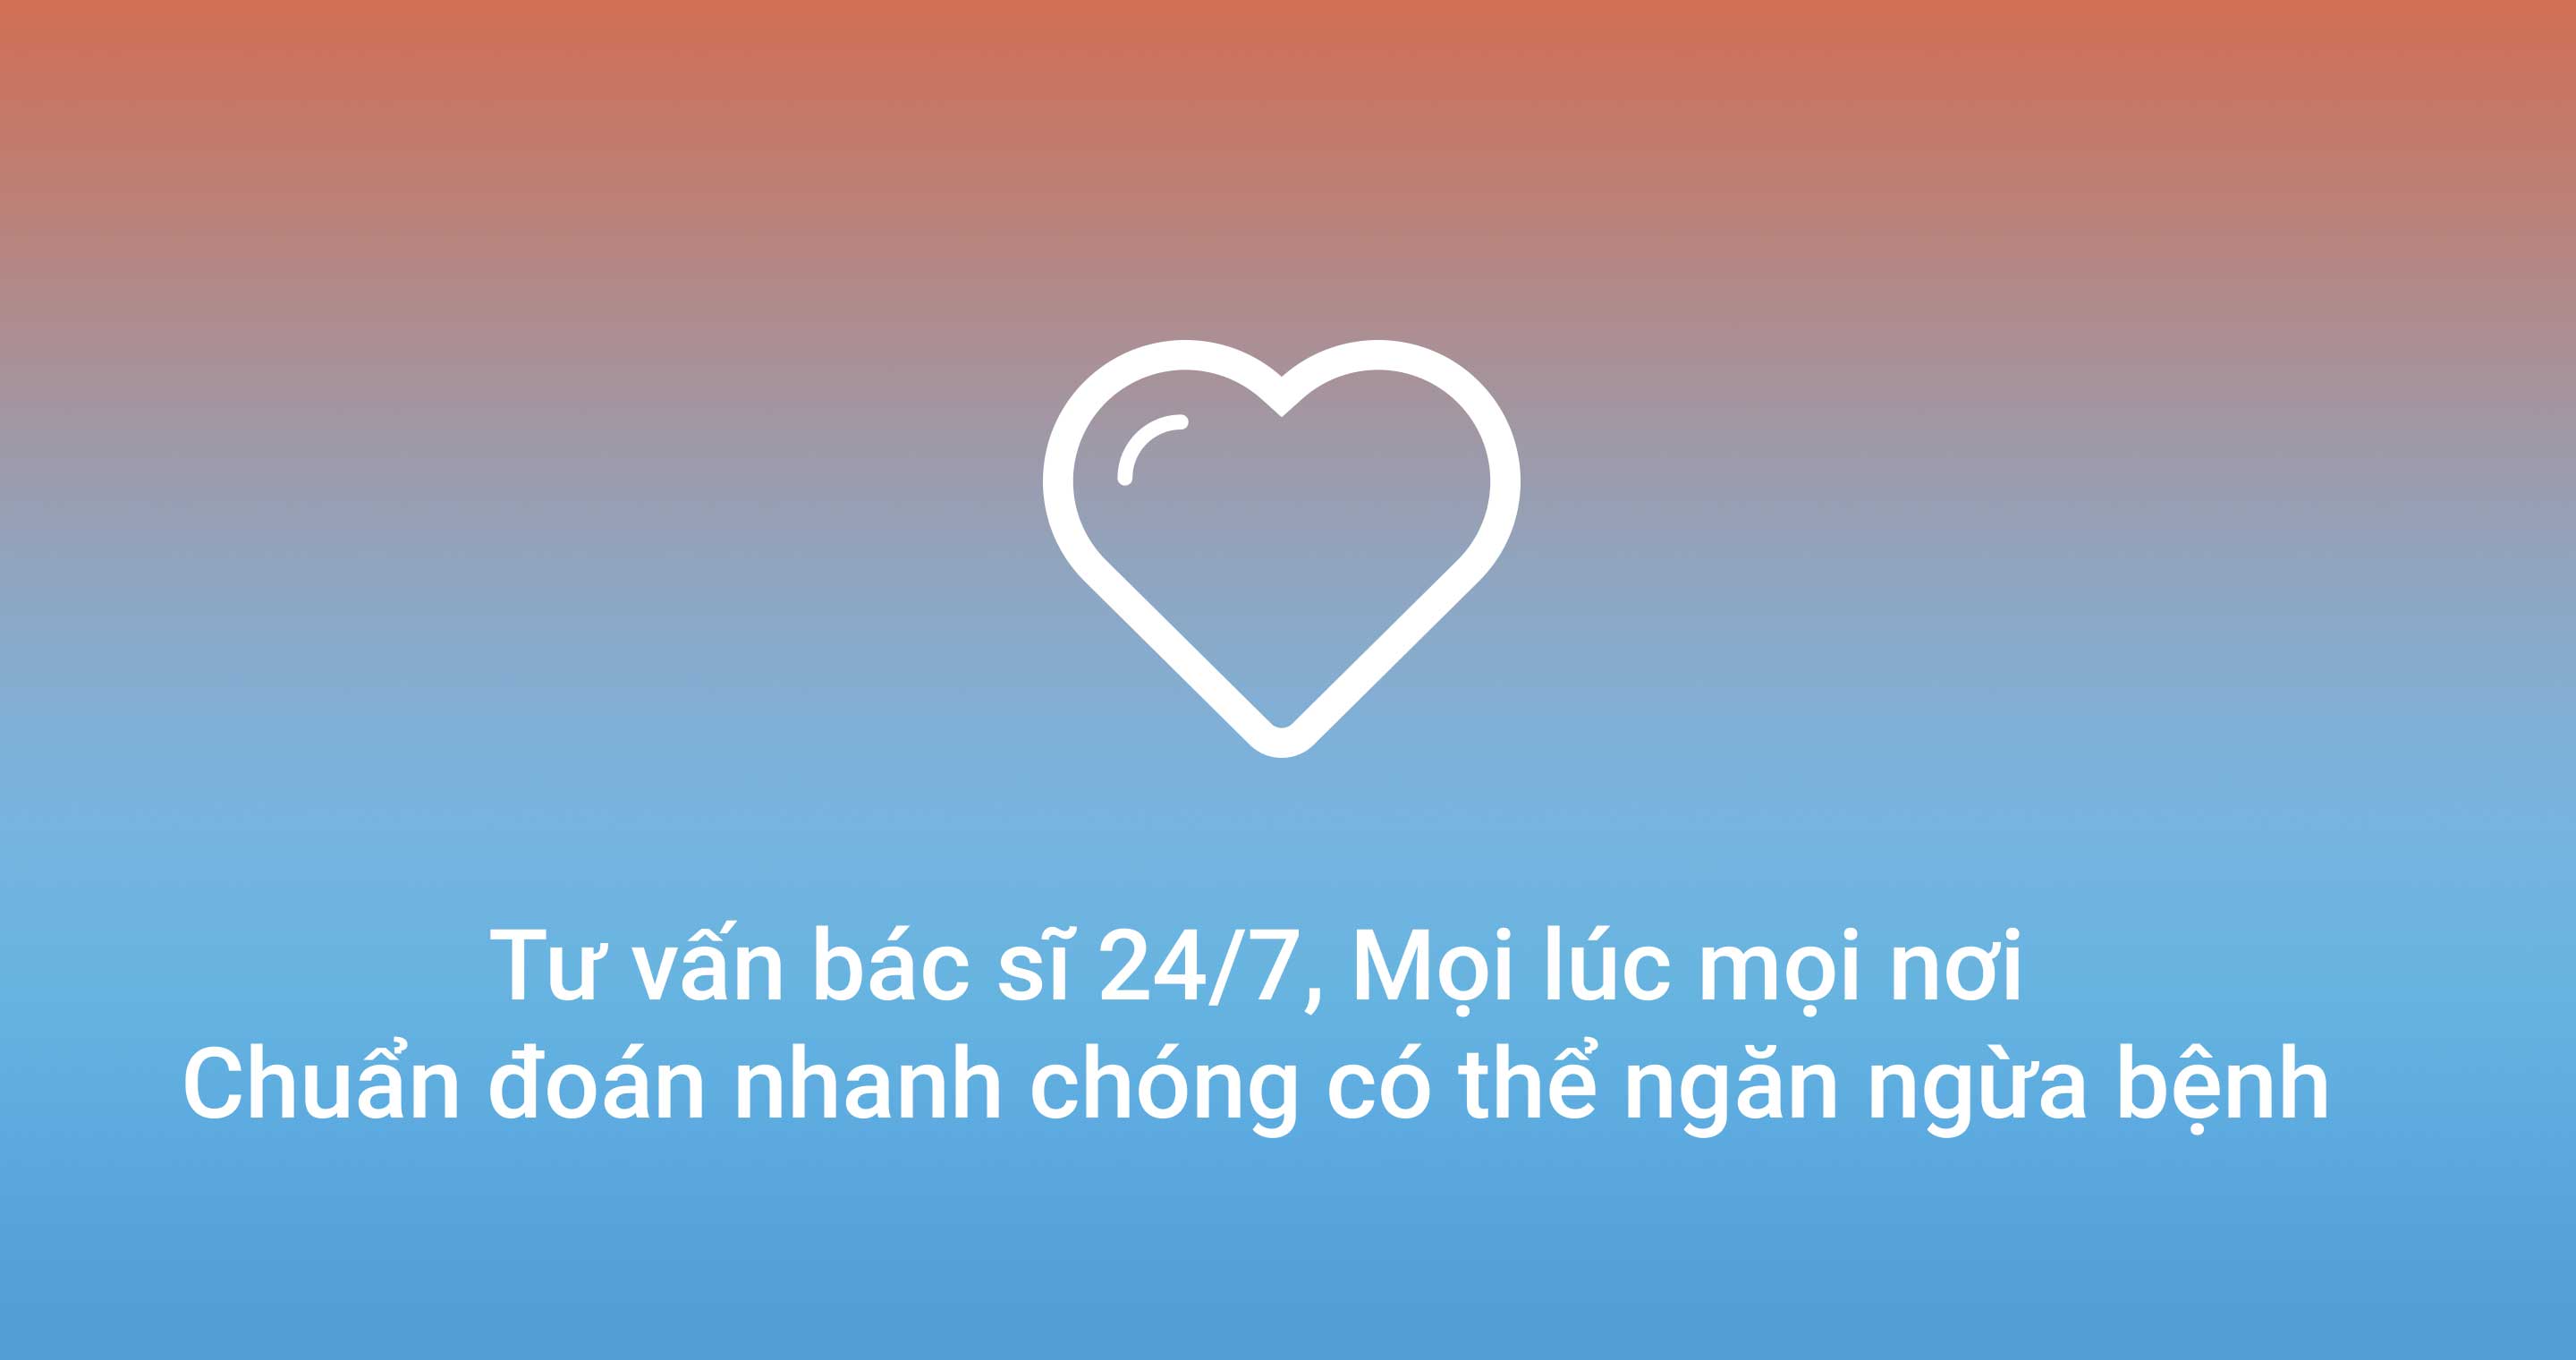 Tư vấn bác sĩ 24/7, Mọi lúc mọi nơi
Chuẩn đoán nhanh chóng có thể ngăn ngừa bệnh